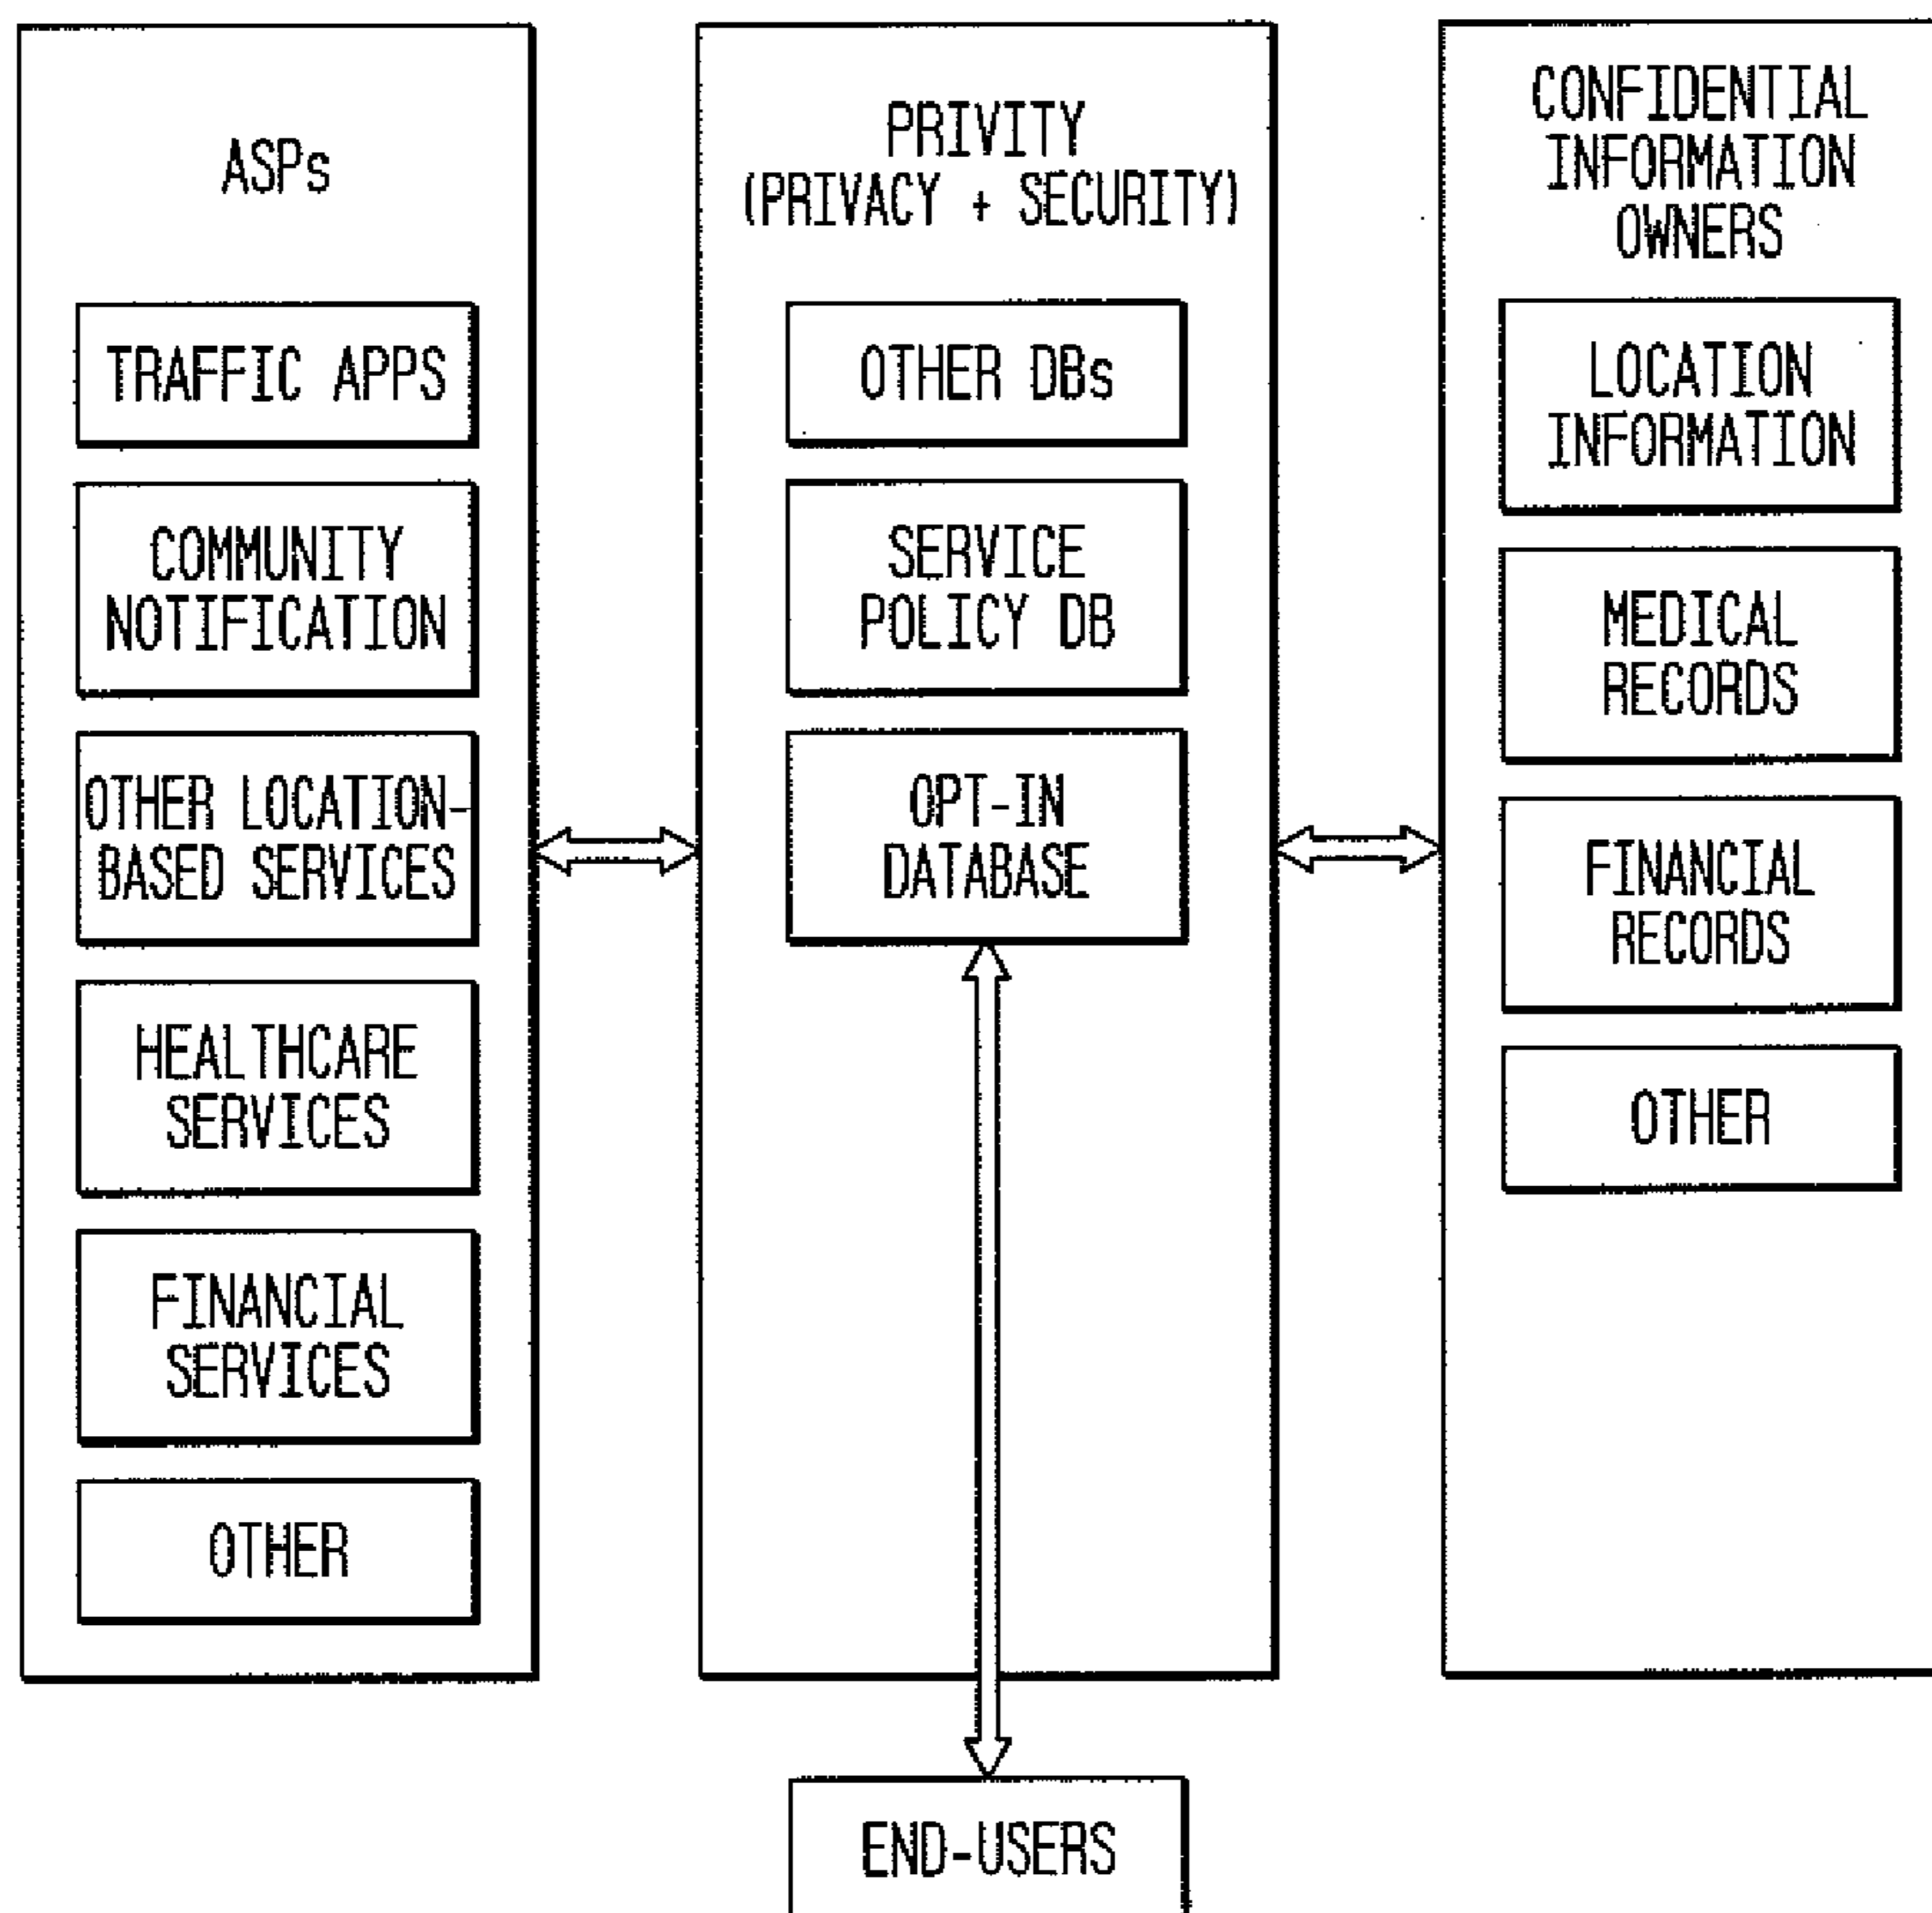 ASPs
TRAFFIC APPS
COMMUNITY
NOTIFICATION
OTHER LOCATION-
BASED SERVICES
HEALTHCARE
SERVICES
FINANCIAL
SERVICES
OTHER
PRIVITY
(PRIVACY + SECURITY)
OTHER DBs
SERVICE
POLICY DB
OPT-IN
DATABASE
CONFIDENTIAL
INFORMATION
OWNERS
LOCATION
INFORMATION
MEDICAL
RECORDS
FINANCIAL
RECORDS
OTHER
END-USERS